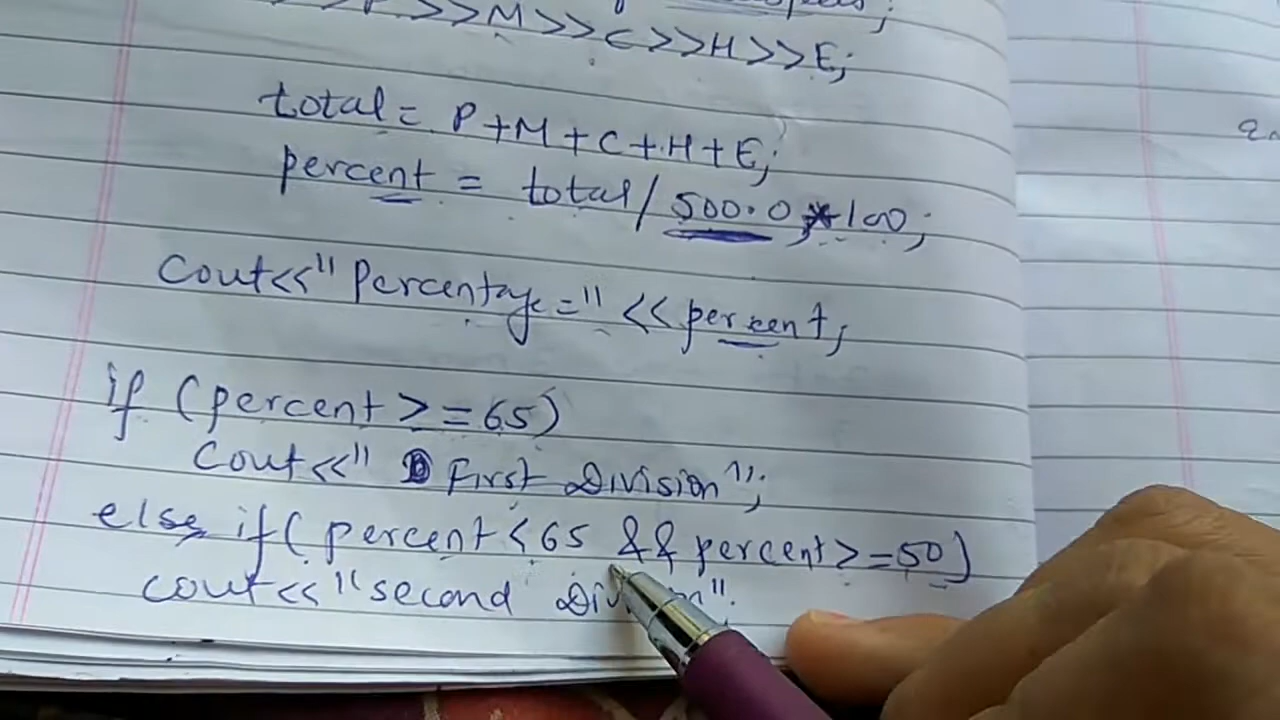 >>M>>C>>H>>E;
total = P+M+C+H+E;
percent = total/500.0*100;
Cout<<"Percentage="<<percent;
if (percent>=65)
Cout<<" First Division";
else if(percent<65 && percent>=50)
cout<<"second Division".